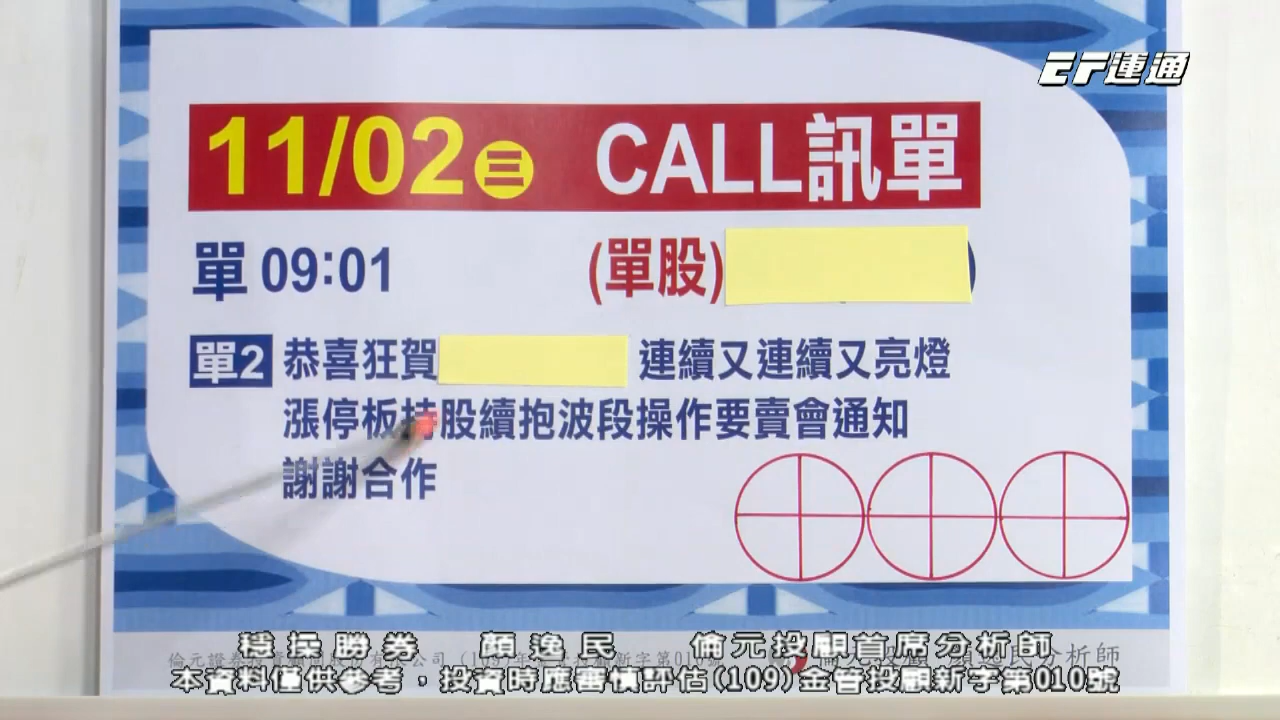 EF運通
11/02㊂ CALL訊單
單 09:01 (單股)
單2 恭喜狂賀 連續又連續又亮燈
漲停板持股續抱波段操作要賣會通知
謝謝合作
穩操勝券 顏逸民 倫元投顧首席分析師
本資料僅供參考，投資時應審慎評估(109)金管投顧新字第010號